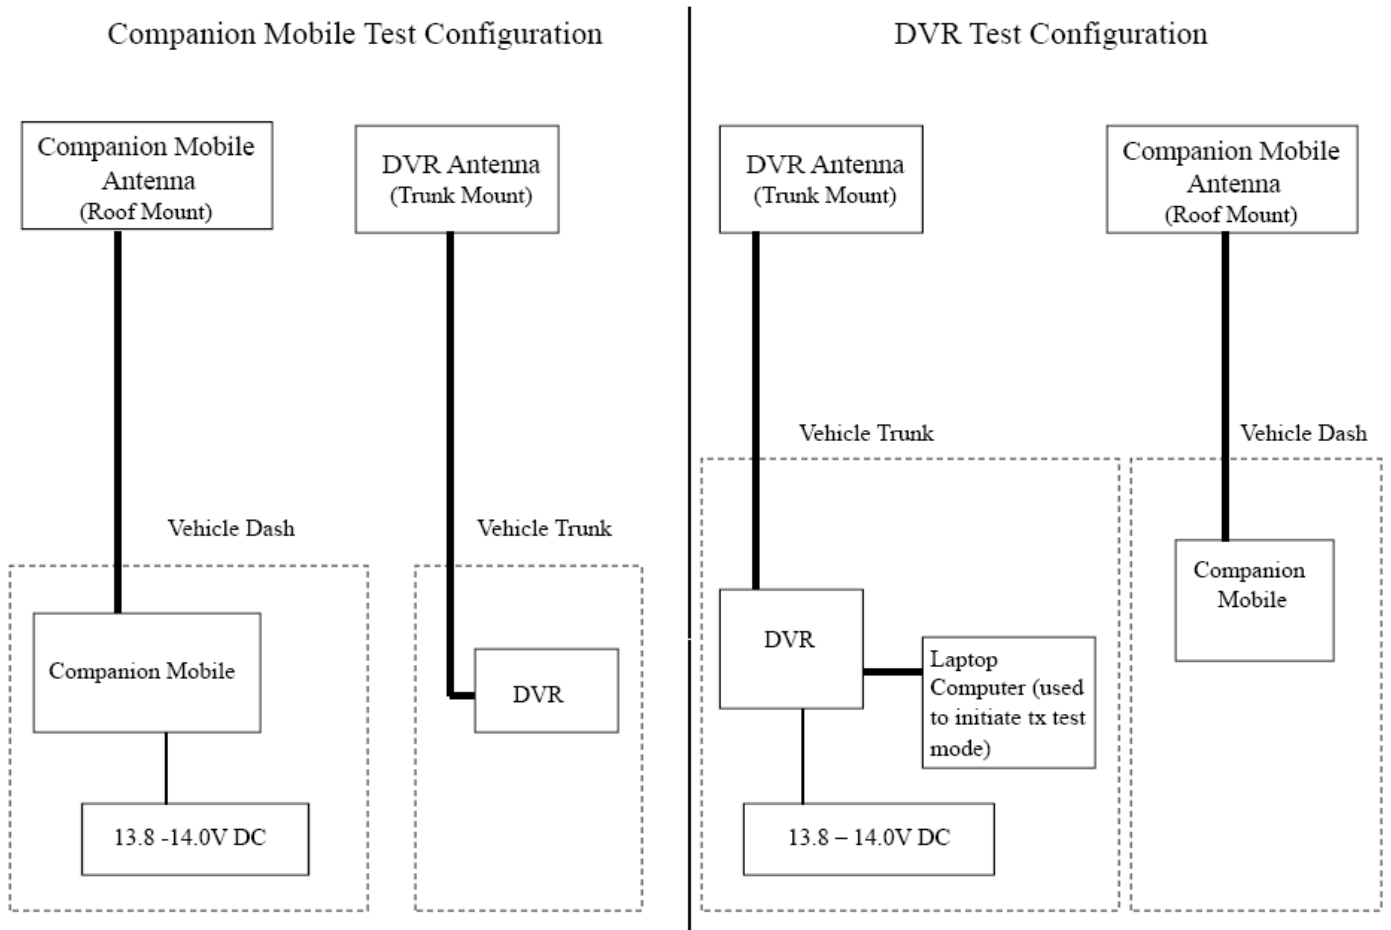 Companion Mobile Test Configuration
Companion Mobile
Antenna
(Roof Mount)
DVR Antenna
(Trunk Mount)
Vehicle Dash
Vehicle Trunk
Companion Mobile
DVR
13.8 -14.0V DC
DVR Test Configuration
DVR Antenna
(Trunk Mount)
Companion Mobile
Antenna
(Roof Mount)
Vehicle Trunk
Vehicle Dash
DVR
Laptop
Computer (used
to initiate tx test
mode)
Companion
Mobile
13.8 – 14.0V DC